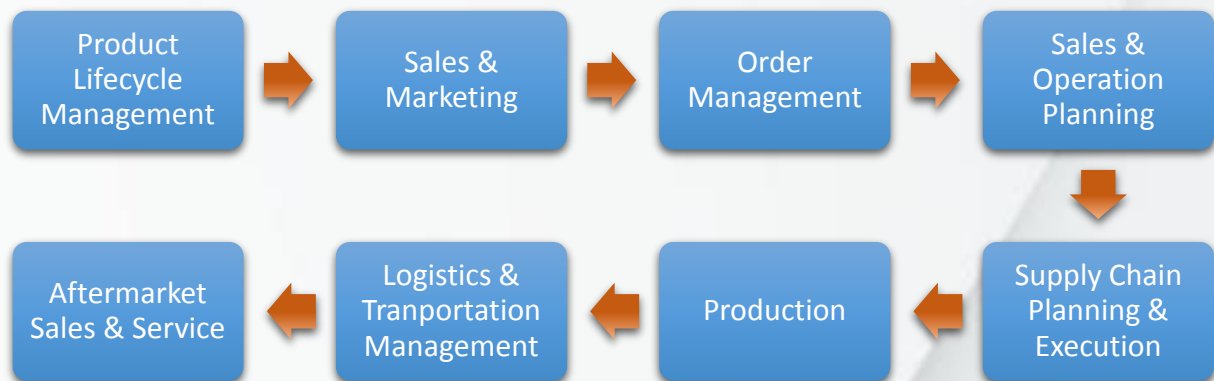 Product
Lifecycle
Management
Sales &
Marketing
Order
Management
Sales &
Operation
Planning
Supply Chain
Planning &
Execution
Production
Logistics &
Tranportation
Management
Aftermarket
Sales & Service